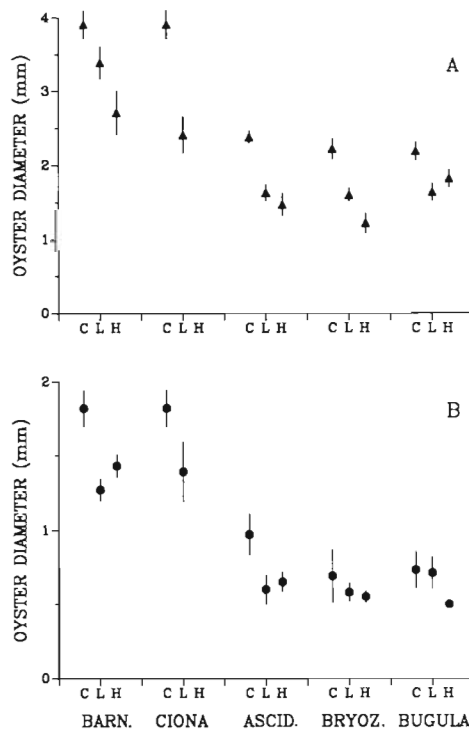 4
A
3
2
1
0
OYSTER DIAMETER (mm)
C L H C L H C L H C L H C L H
2
B
1
0
OYSTER DIAMETER (mm)
C L H C L H C L H C L H C L H
BARN. CIONA ASCID. BRYOZ. BUGULA